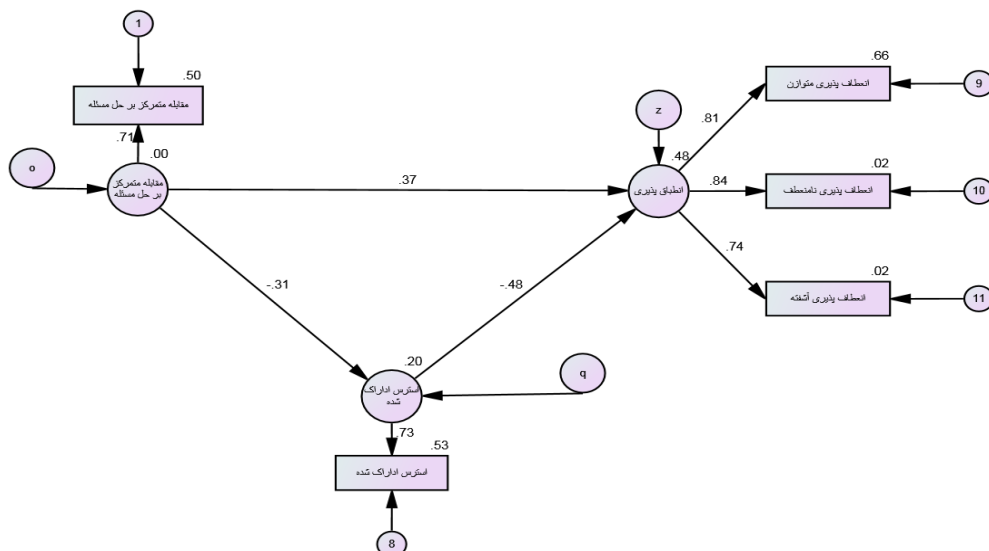 1
.50
مقابله متمرکز بر حل مسئله
.71
.00
o
مقابله متمرکز
بر حل مسئله
.37
-.31
-.48
z
.48
انطباق پذیری
.81
.66
انعطاف پذیری متوازن
9
.84
.02
انعطاف پذیری نامنعطف
10
.74
.02
انعطاف پذیری آشفته
11
.20
استرس اداراک
شده
q
.73
.53
استرس اداراک شده
8